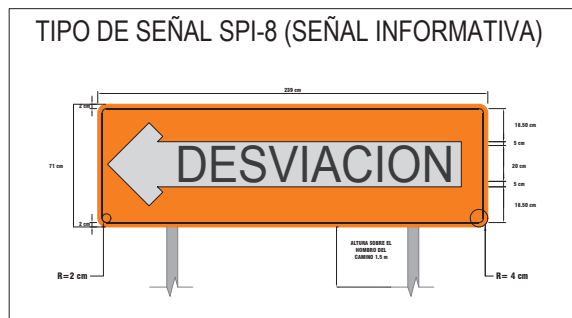 TIPO DE SEÑAL SPI-8 (SEÑAL INFORMATIVA)
239 cm
2 cm
18.50 cm
5 cm
71 cm
DESVIACION
28 cm
5 cm
18.50 cm
2 cm
ALTURA SOBRE EL
HOMBRO DEL
CAMINO 1.5 m
R=2 cm
R= 4 cm